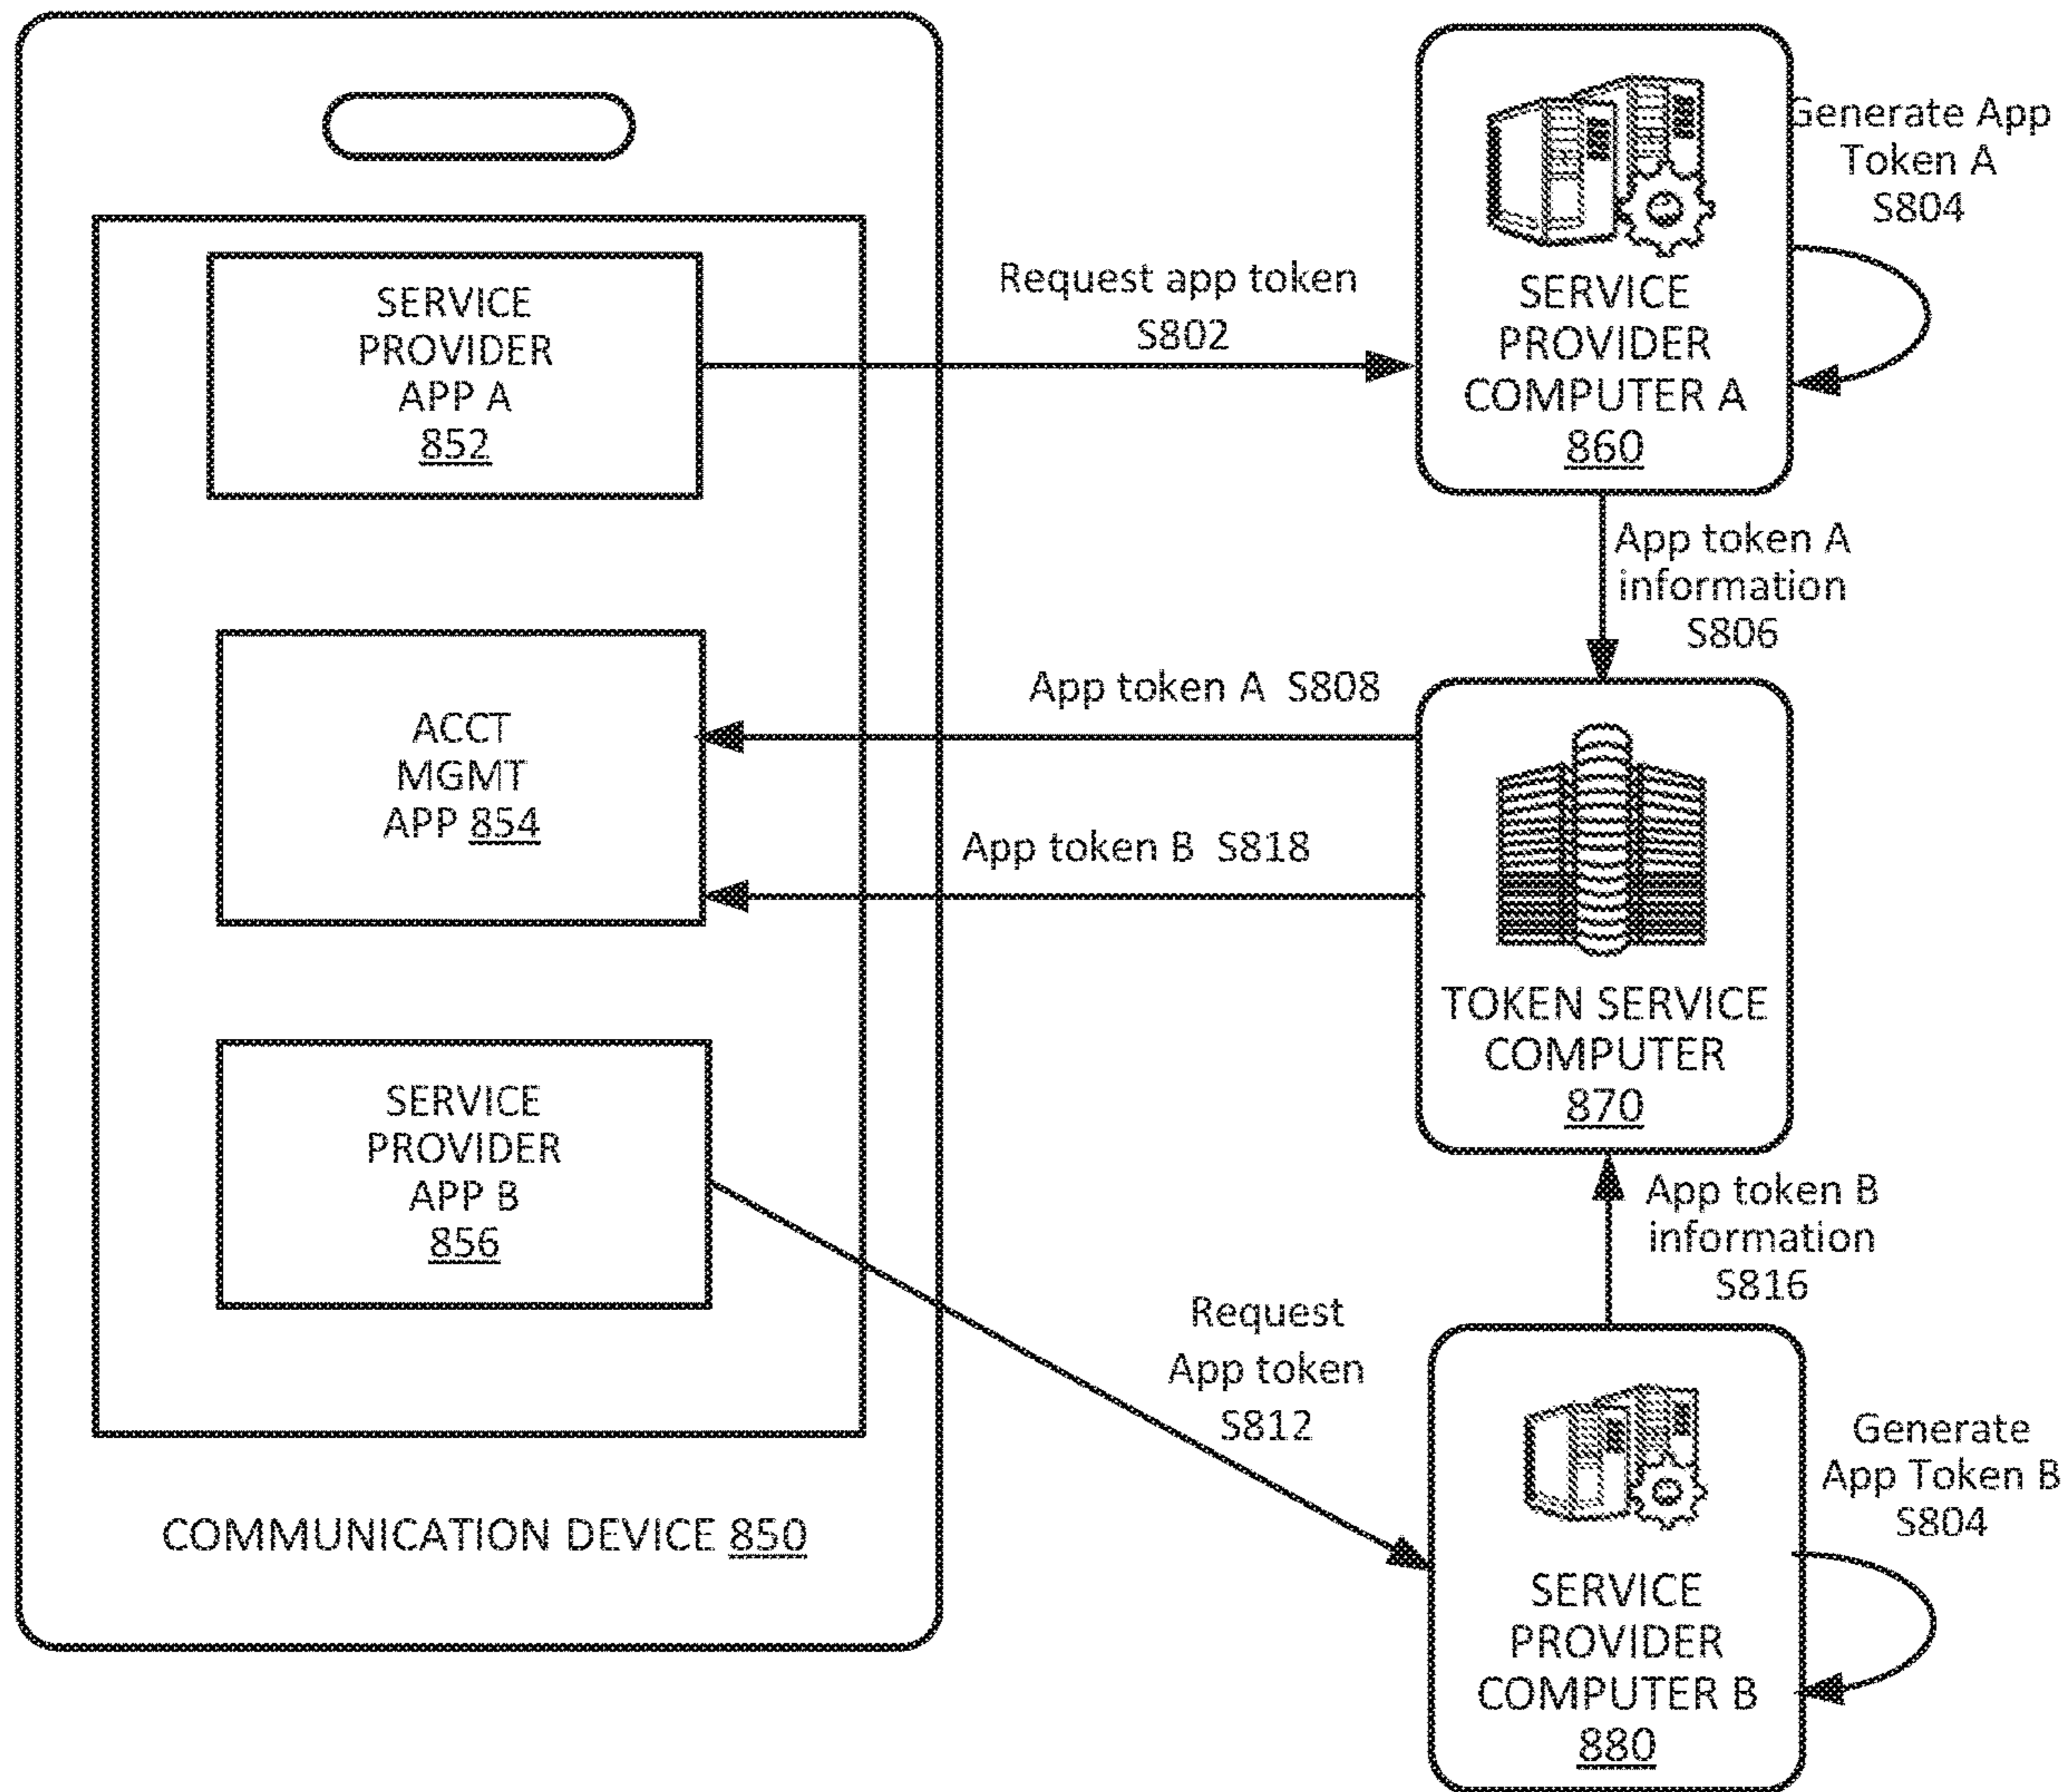 SERVICE
PROVIDER
APP A
852
ACCT
MGMT
APP 854
SERVICE
PROVIDER
APP B
856
COMMUNICATION DEVICE 850
Request app token
S802
App token A S808
App token B S818
Request
App token
S812
SERVICE
PROVIDER
COMPUTER A
860
Generate App
Token A
S804
App token A
information
S806
TOKEN SERVICE
COMPUTER
870
App token B
information
S816
SERVICE
PROVIDER
COMPUTER B
880
Generate
App Token B
S804